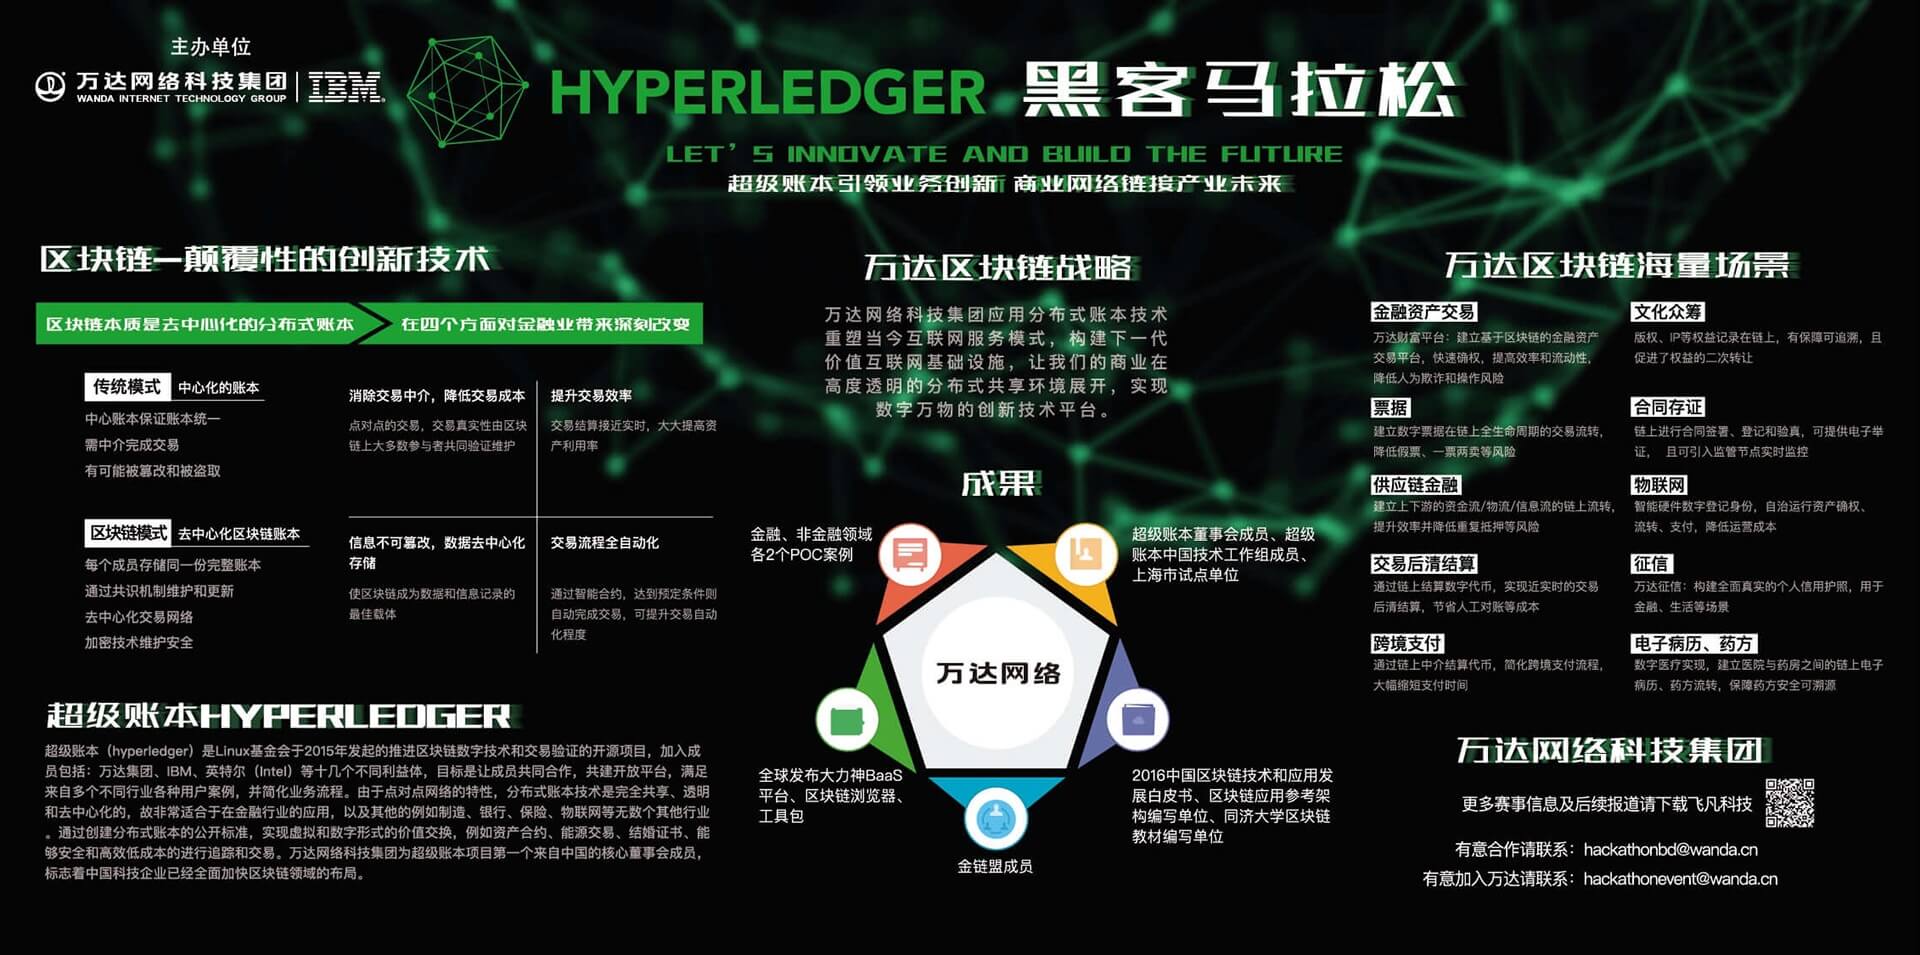 主办单位
万达网络科技集团
WANDA INTERNET TECHNOLOGY GROUP
IBM
HYPERLEDGER 黑客马拉松
LET'S INNOVATE AND BUILD THE FUTURE
超级账本引领业务创新 商业网络链接产业未来
区块链—颠覆性的创新技术
区块链本质是去中心化的分布式账本
在四个方面对金融业带来深刻改变
传统模式 中心化的账本
中心账本保证账本统一
需中介完成交易
有可能被篡改和被盗取
区块链模式 去中心化区块链账本
每个成员存储同一份完整账本
通过共识机制维护和更新
去中心化交易网络
加密技术维护安全
消除交易中介，降低交易成本
点对点的交易，交易真实性由区块
链上大多数参与者共同验证维护
提升交易效率
交易结算接近实时，大大提高资
产利用率
信息不可篡改，数据去中心化
存储
使区块链成为数据和信息记录的
最佳载体
交易流程全自动化
通过智能合约，达到预定条件则
自动完成交易，可提升交易自动
化程度
超级账本HYPERLEDGER
超级账本（hyperledger）是Linux基金会于2015年发起的推进区块链数字技术和交易验证的开源项目，加入成
员包括：万达集团、IBM、英特尔（Intel）等十几个不同利益体，目标是让成员共同合作，共建开放平台，满足
来自多个不同行业各种用户案例，并简化业务流程。由于点对点网络的特性，分布式账本技术是完全共享、透明
和去中心化的，故非常适合于在金融行业的应用，以及其他的例如制造、银行、保险、物联网等无数个其他行业
。通过创建分布式账本的公开标准，实现虚拟和数字形式的价值交换，例如资产合约、能源交易、结婚证书、能
够安全和高效低成本的进行追踪和交易。万达网络科技集团为超级账本项目第一个来自中国的核心董事会成员，
标志着中国科技企业已经全面加快区块链领域的布局。
万达区块链战略
万达网络科技集团应用分布式账本技术
重塑当今互联网服务模式，构建下一代
价值互联网基础设施，让我们的商业在
高度透明的分布式共享环境展开，实现
数字万物的创新技术平台。
成果
金融、非金融领域
各2个POC案例
超级账本董事会成员、超级
账本中国技术工作组成员、
上海市试点单位
万达网络
全球发布大力神BaaS
平台、区块链浏览器、
工具包
2016中国区块链技术和应用发
展白皮书、区块链应用参考架
构编写单位、同济大学区块链
教材编写单位
金链盟成员
万达区块链海量场景
金融资产交易
万达财富平台：建立基于区块链的金融资产
交易平台，快速确权，提高效率和流动性，
降低人为欺诈和操作风险
文化众筹
版权、IP等权益记录在链上，有保障可追溯，且
促进了权益的二次转让
票据
建立数字票据在链上全生命周期的交易流转，
降低假票、一票两卖等风险
合同存证
链上进行合同签署、登记和验真，可提供电子举
证， 且可引入监管节点实时监控
供应链金融
建立上下游的资金流/物流/信息流的链上流转，
提升效率并降低重复抵押等风险
物联网
智能硬件数字登记身份，自治运行资产确权、
流转、支付，降低运营成本
交易后清结算
通过链上结算数字代币，实现近实时的交易
后清结算，节省人工对账等成本
征信
万达征信：构建全面真实的个人信用护照，用于
金融、生活等场景
跨境支付
通过链上中介结算代币，简化跨境支付流程，
大幅缩短支付时间
电子病历、药方
数字医疗实现，建立医院与药房之间的链上电子
病历、药方流转，保障药方安全可溯源
万达网络科技集团
更多赛事信息及后续报道请下载飞凡科技
有意合作请联系：hackathonbd@wanda.cn
有意加入万达请联系：hackathonevent@wanda.cn